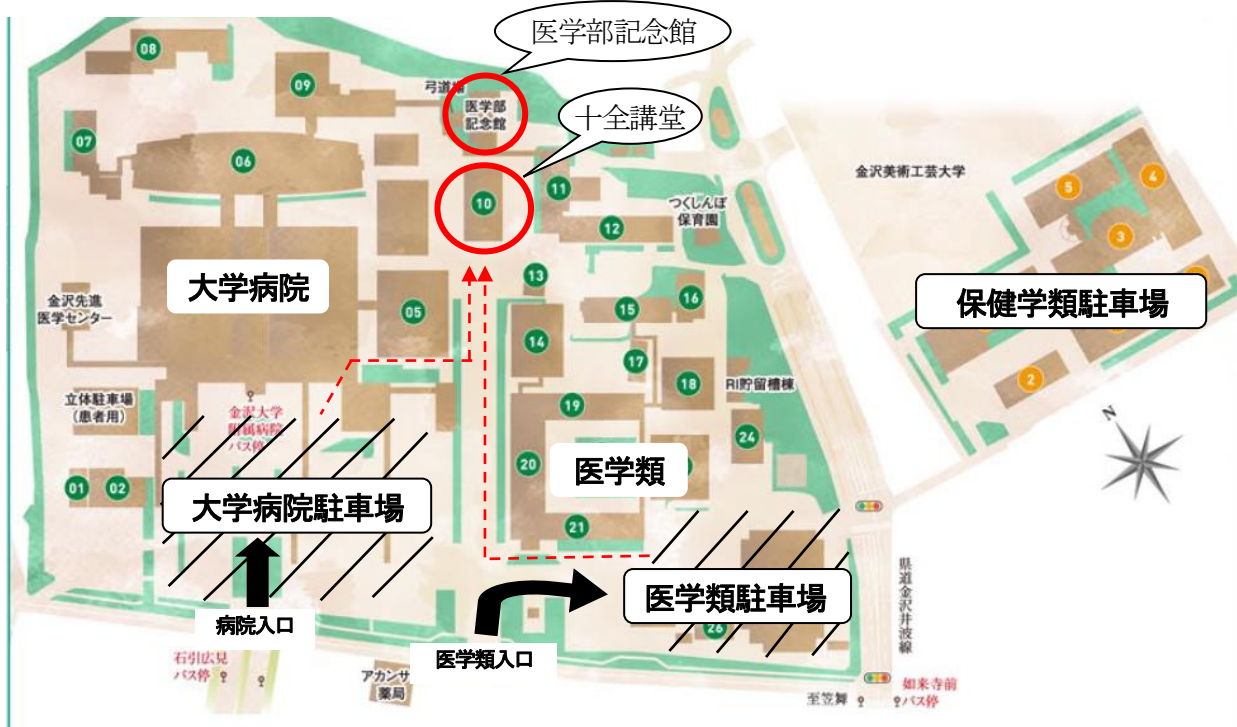 医学部記念館
08
09
弓道場
医学部
記念館
十全講堂
07
06
10
11
12
つくしんぼ
保育園
金沢美術工芸大学
5
4
3
大学病院
金沢先進
医学センター
05
13
14
15
16
17
18
RI貯留槽棟
保健学類駐車場
2
N
立体駐車場
(患者用)
金沢大学
附属病院
バス停
19
20
24
医学類
01
02
大学病院駐車場
21
医学類駐車場
26
県道金沢井波線
病院入口
医学類入口
石引広見
バス停
アカンサス
薬局
至笠舞
如来寺前
バス停